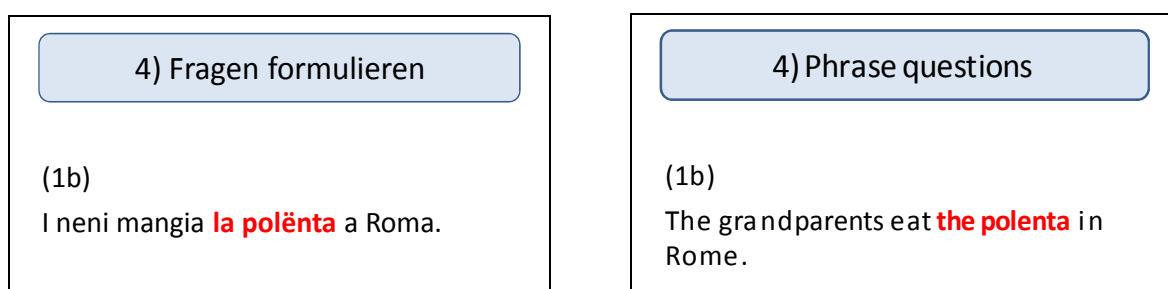 4) Fragen formulieren
(1b)
I neni mangia la polënta a Roma.
4) Phrase questions
(1b)
The grandparents eat the polenta in
Rome.